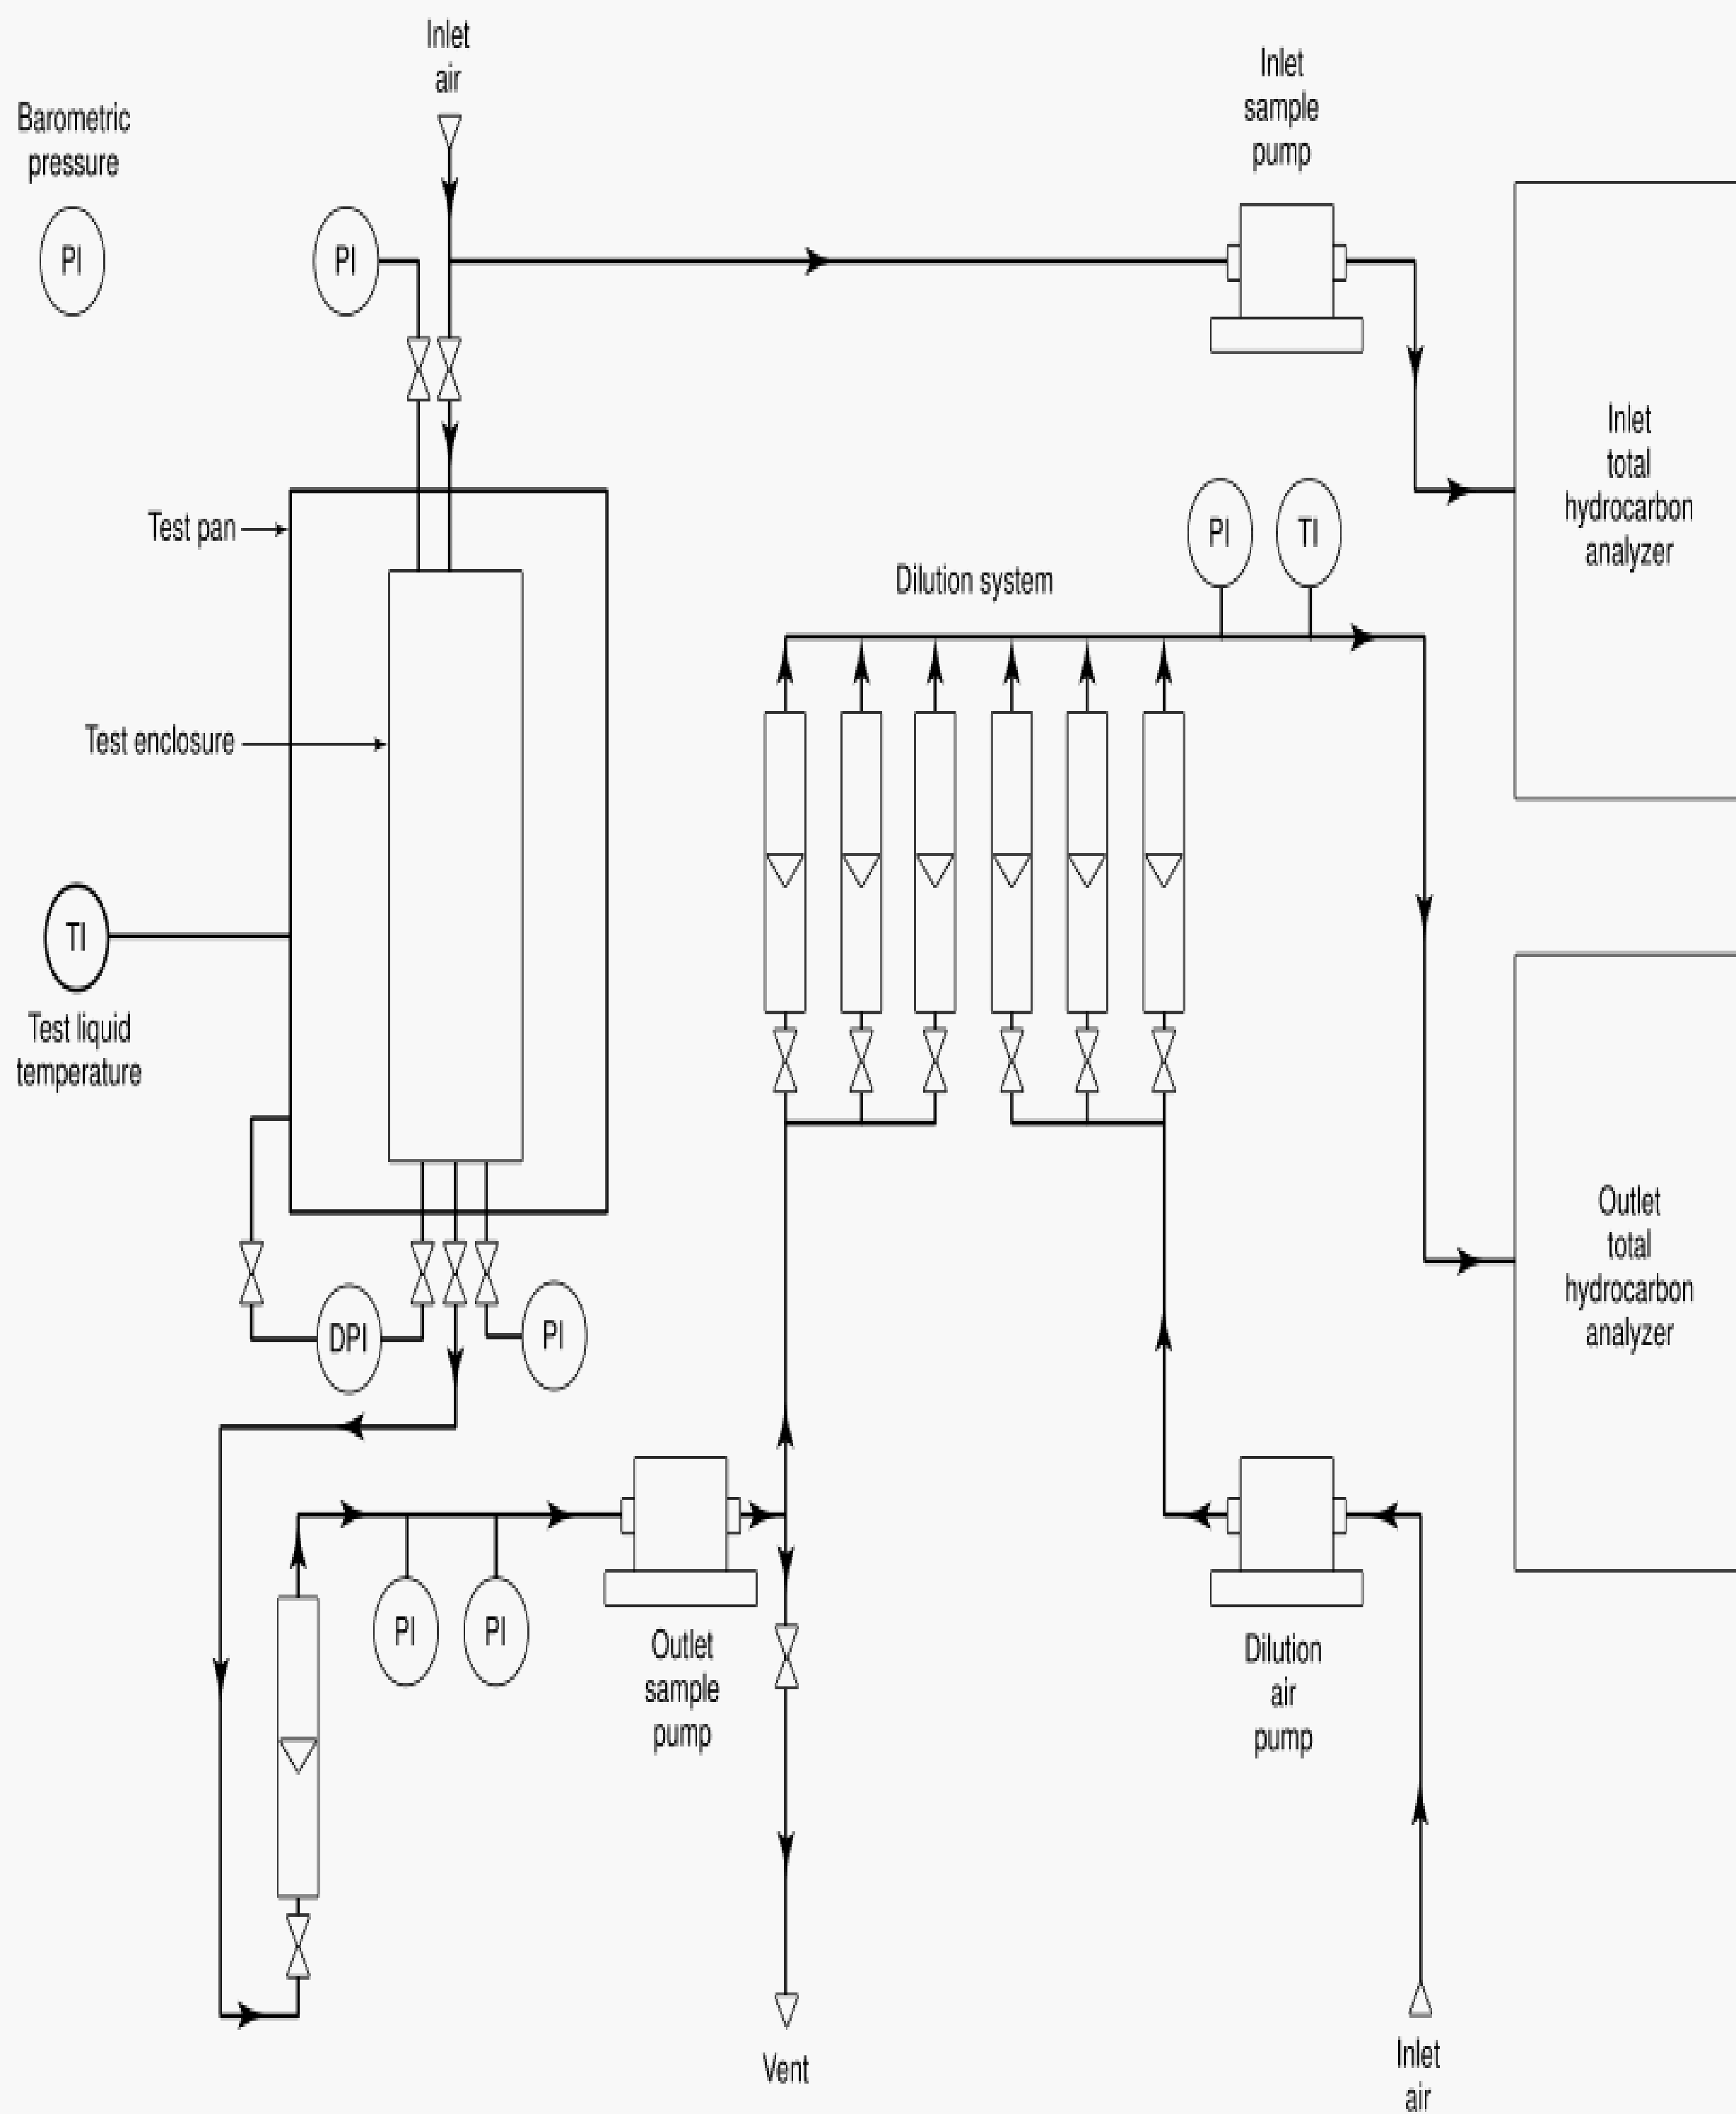 Inlet
air
Barometric
pressure
PI
PI
Inlet
sample
pump
Inlet
total
hydrocarbon
analyzer
Test pan
PI
TI
Dilution system
Test enclosure
TI
Test liquid
temperature
DPI
PI
Outlet
total
hydrocarbon
analyzer
PI
PI
Outlet
sample
pump
Dilution
air
pump
Vent
Inlet
air